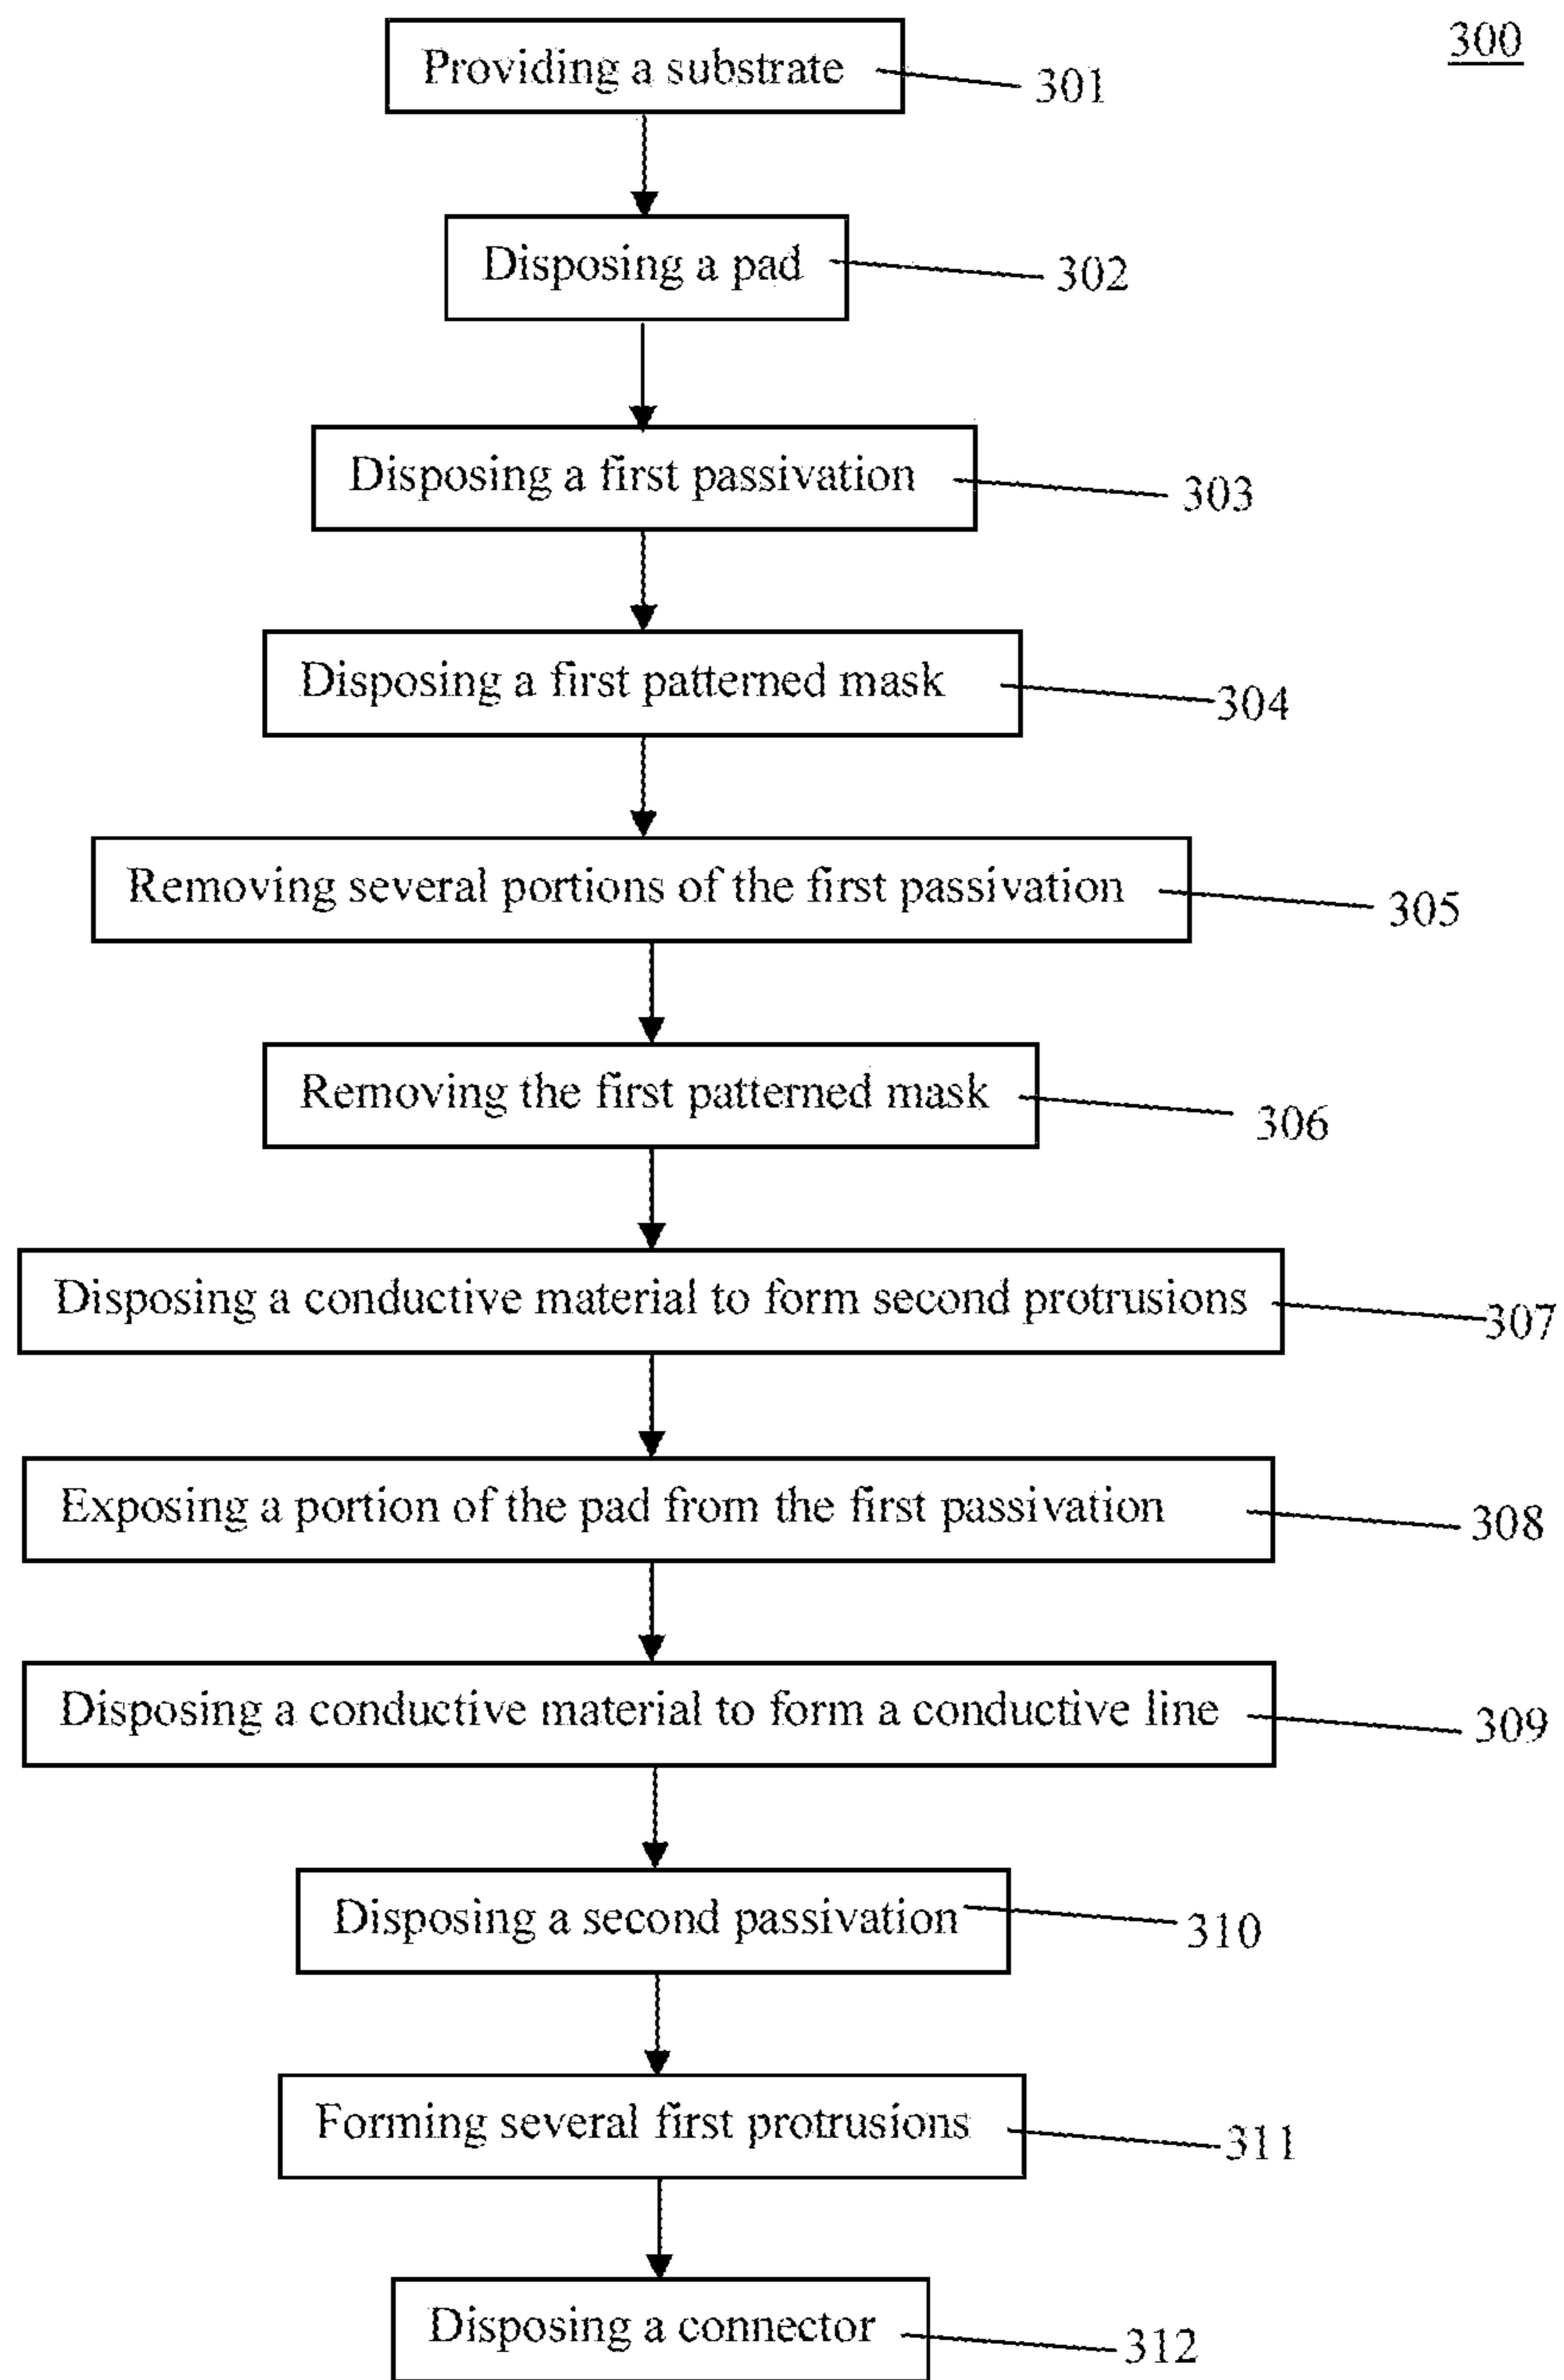 300
Providing a substrate
301
Disposing a pad
302
Disposing a first passivation
303
Disposing a first patterned mask
304
Removing several portions of the first passivation
305
Removing the first patterned mask
306
Disposing a conductive material to form second protrusions
307
Exposing a portion of the pad from the first passivation
308
Disposing a conductive material to form a conductive line
309
Disposing a second passivation
310
Forming several first protrusions
311
Disposing a connector
312